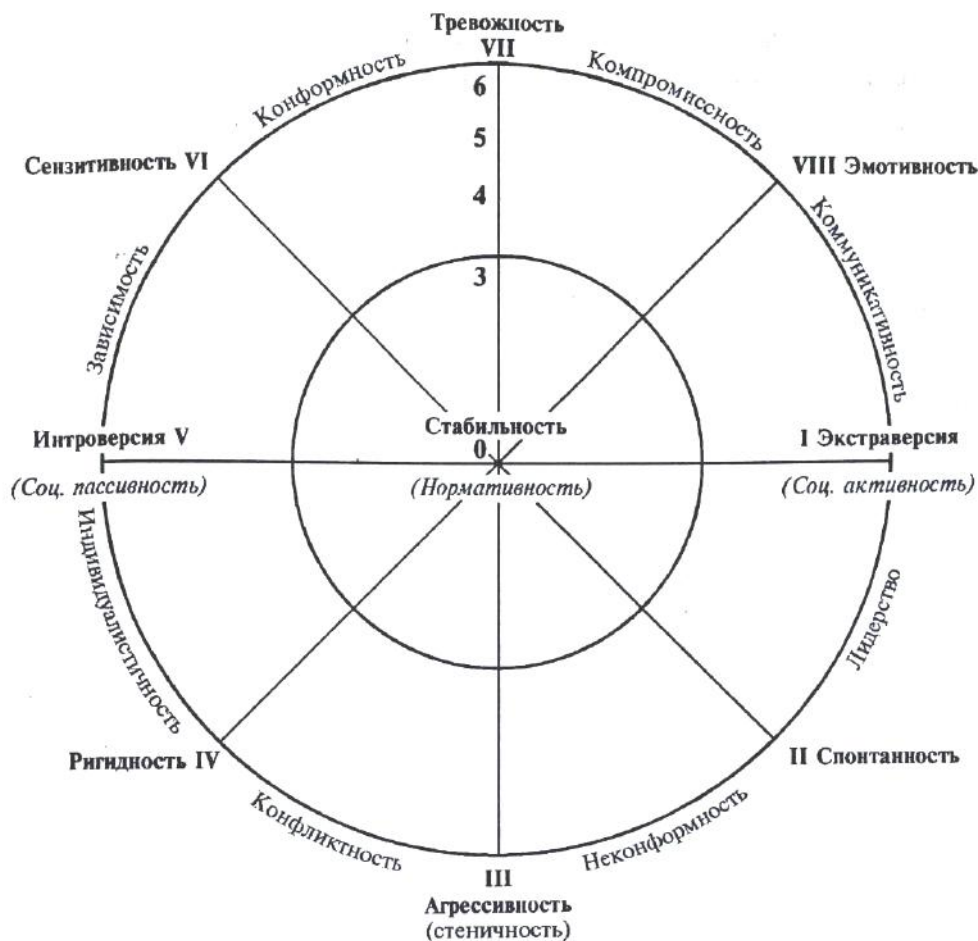 Тревожность
VII
Конформность
Компромиссность
6
5
4
3
Сензитивность VI
VIII Эмотивность
Зависимость
Коммуникативность
Стабильность
0
(Нормативность)
Интроверсия V
(Соц. пассивность)
I Экстраверсия
(Соц. активность)
Индивидуалистичность
Лидерство
Ригидность IV
II Спонтанность
Конфликтность
Неконформность
III
Агрессивность
(стеничность)